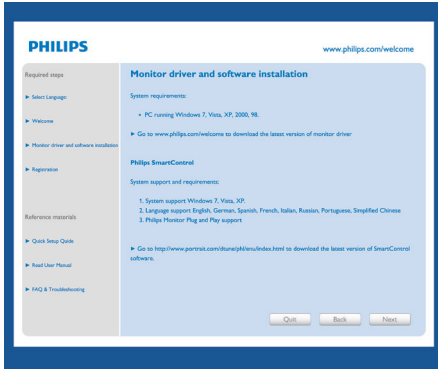 PHILIPS
www.philips.com/welcome
Required steps
► Select Language:
► Welcome
► Monitor driver and software installation
► Registration
Reference materials
► Quick Setup Quide
► Read User Manual
► FAQ & Troubleshooting
Monitor driver and software installation
System requirements:
• PC running Windows 7, Vista, XP, 2000, 98.
► Go to www.philips.com/welcome to download the latest version of monitor driver
Philips SmartControl
System support and requirements:
1. System support Windows 7, Vista, XP.
2. Language support English, German, Spanish, French, Italian, Russian, Portuguese, Simplified Chinese
3. Philips Monitor Plug and Play support
► Go to http://www.portrait.com/dtune/phl/enu/index.html to download the latest version of SmartControl
software.
Quit
Back
Next